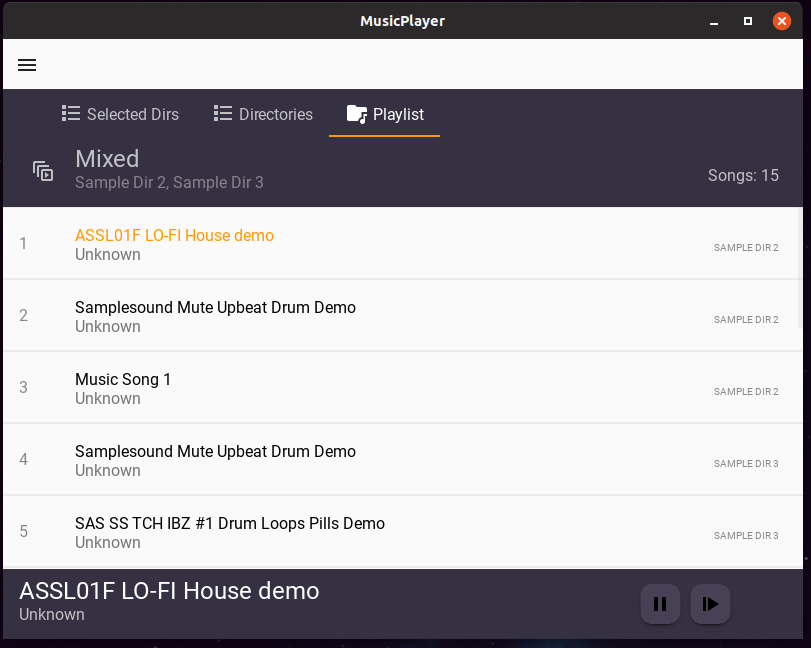 MusicPlayer
Selected Dirs
Directories
Playlist
Mixed
Sample Dir 2, Sample Dir 3
Songs: 15
1
ASSL01F LO-FI House demo
Unknown
SAMPLE DIR 2
2
Samplesound Mute Upbeat Drum Demo
Unknown
SAMPLE DIR 2
3
Music Song 1
Unknown
SAMPLE DIR 2
4
Samplesound Mute Upbeat Drum Demo
Unknown
SAMPLE DIR 3
5
SAS SS TCH IBZ #1 Drum Loops Pills Demo
Unknown
SAMPLE DIR 3
ASSL01F LO-FI House demo
Unknown